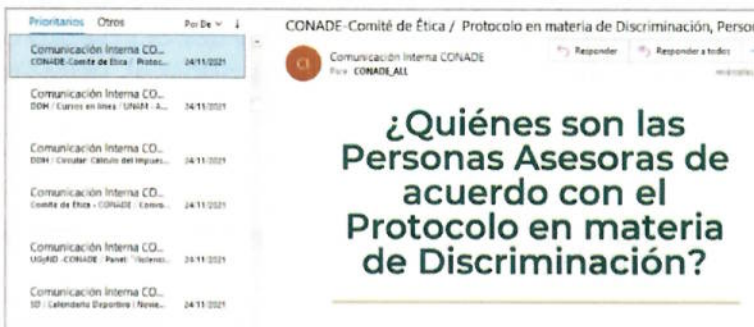 Prioritarios Otros Por De
Comunicación Interna CO...
CONADE-Comité de Ética / Protoc... 24/11/2021
Comunicación Interna CO...
DDH / Cursos en línea / UNAM - A... 24/11/2021
Comunicación Interna CO...
DDH / Circular Cálculo del Impues... 24/11/2021
Comunicación Interna CO...
Comité de Ética - CONADE / Convo... 24/11/2021
Comunicación Interna CO...
CONADE / Panel 24/11/2021
Comunicación Interna CO...
SD / Calendario Deportivo / 24/11/2021
CONADE-Comité de Ética / Protocolo en materia de Discriminación, Person
CI
Comunicación Interna CONADE
Para CONADE_ALL
Responder Responder a todos
¿Quiénes son las
Personas Asesoras de
acuerdo con el
Protocolo en materia
de Discriminación?